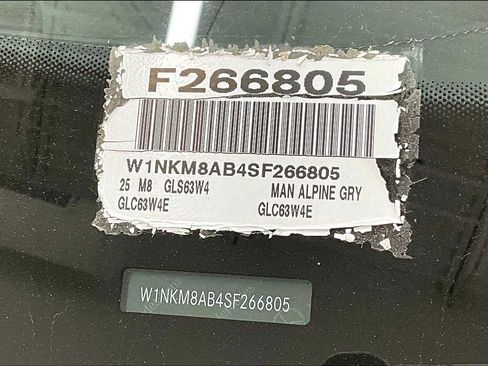 F266805
W1NKM8AB4SF266805
25 M8 GLS63W4 MAN ALPINE GRY
GLC63W4E GLC63W4E
W1NKM8AB4SF266805